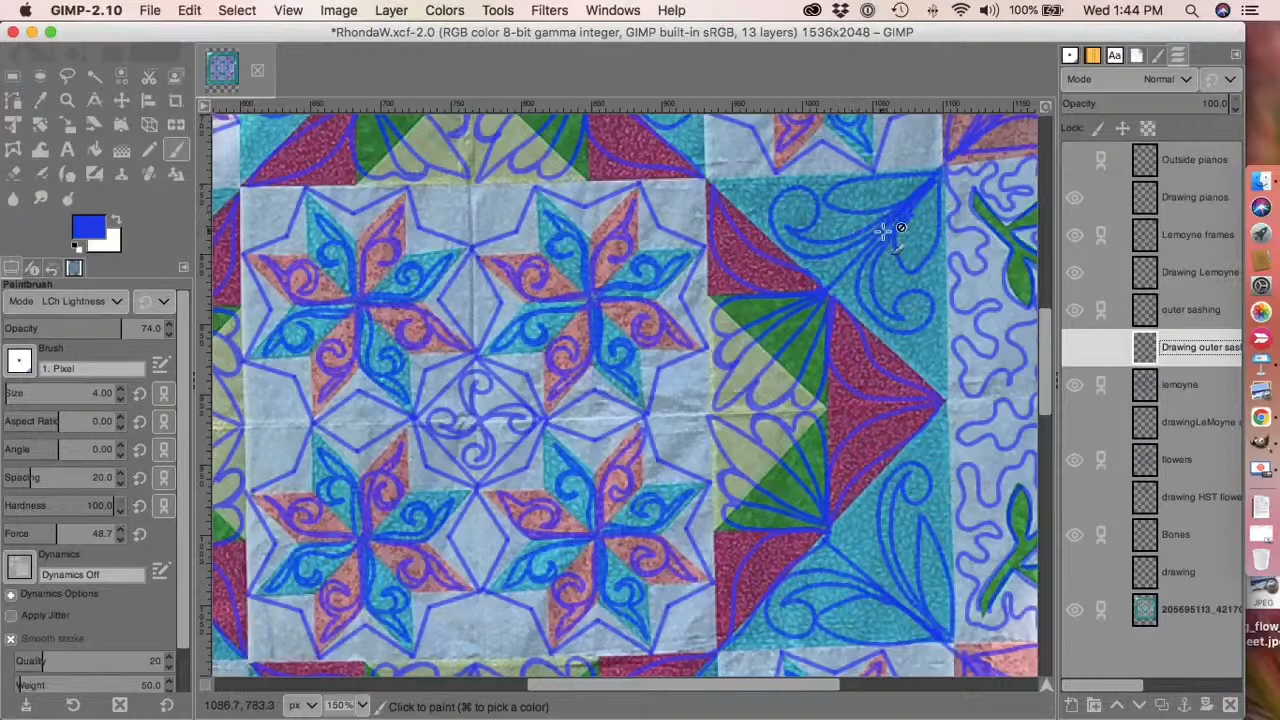 GIMP-2.10 File Edit Select View Image Layer Colors Tools Filters Windows Help 100% Wed 1:44 PM
*RhondaW.xcf-2.0 (RGB color 8-bit gamma integer, GIMP built-in sRGB, 13 layers) 1536x2048 – GIMP
Mode Normal
Opacity 100.0
Lock:
Outside pianos
Drawing pianos
Lemoyne frames
Drawing Lemoyne
outer sashing
Drawing outer sas
lemoyne
drawingLeMoyne a
flowers
drawing HST flowe
Bones
drawing
205695113_42170
Paintbrush
Mode LCh Lightness
Opacity 74.0
Brush
1. Pixel
Size 4.00
Aspect Ratio 0.00
Angle 0.00
Spacing 20.0
Hardness 100.0
Force 48.7
Dynamics
Dynamics Off
Dynamics Options
Apply Jitter
Smooth stroke
Quality 20
Weight 50.0
1086.7, 783.3 px 150% Click to paint (⌘ to pick a color)
JPEG
g_flow_
eet.jp